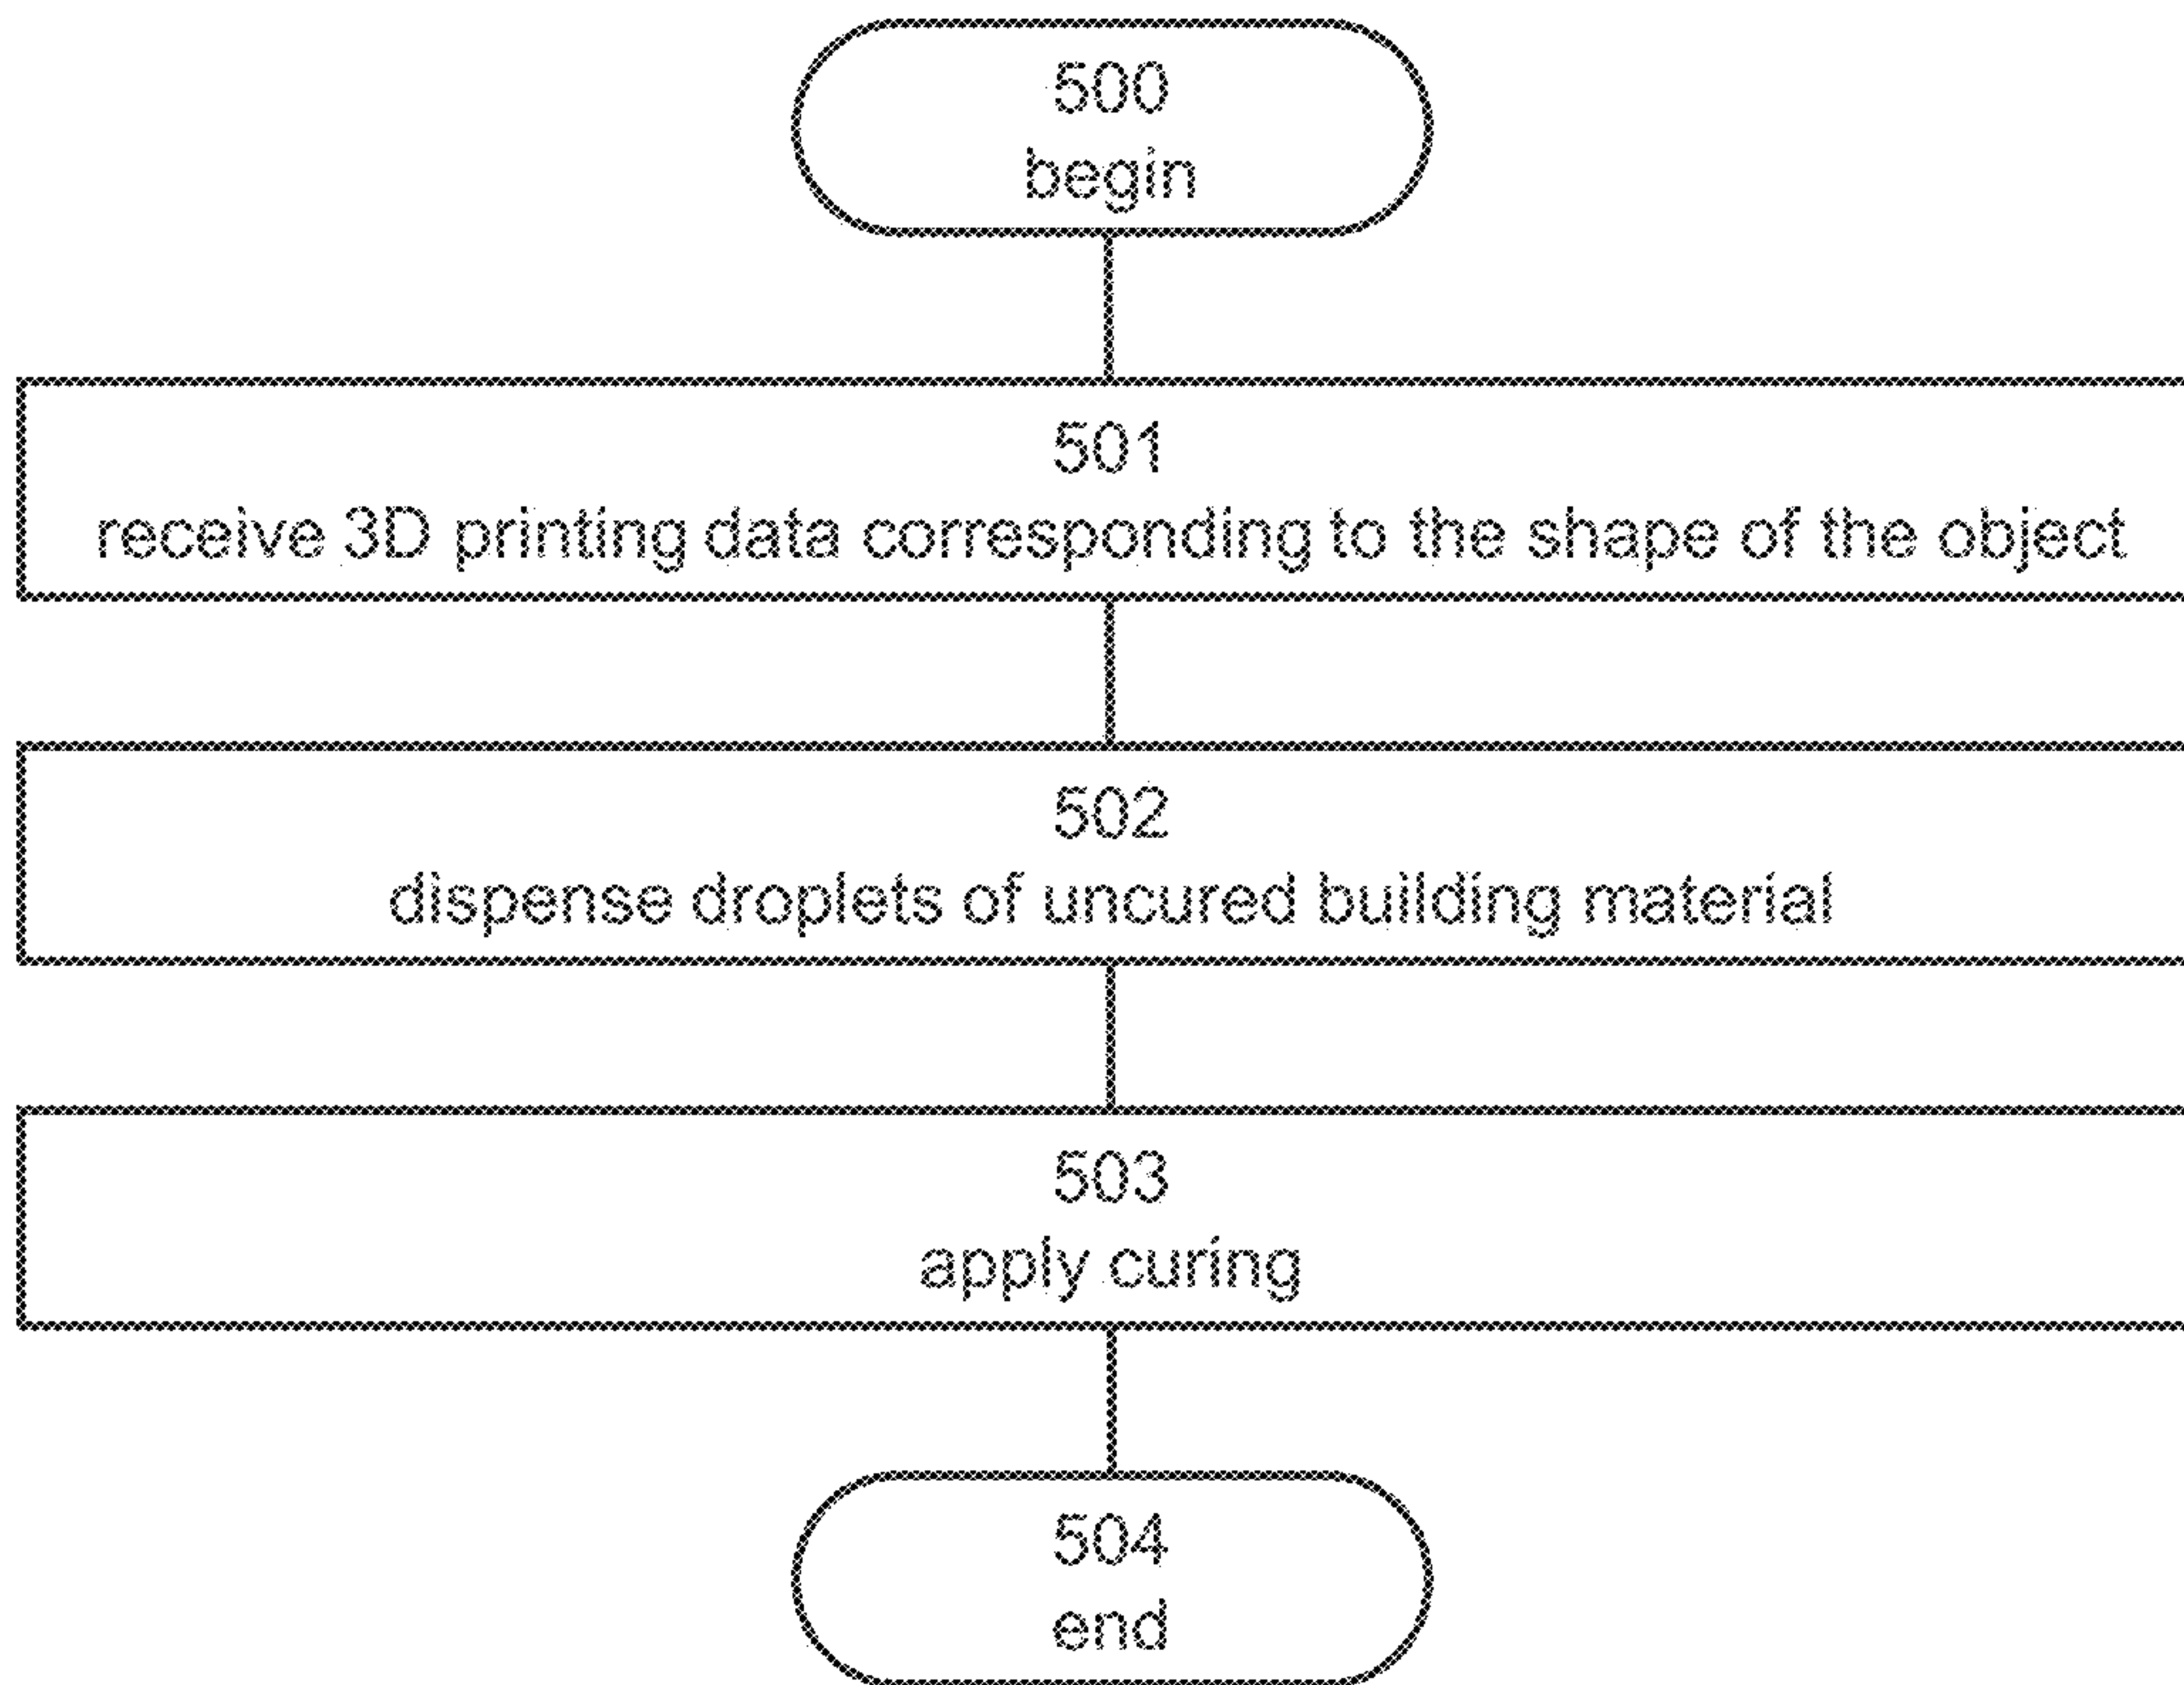 500
begin
501
receive 3D printing data corresponding to the shape of the object
502
dispense droplets of uncured building material
503
apply curing
504
end